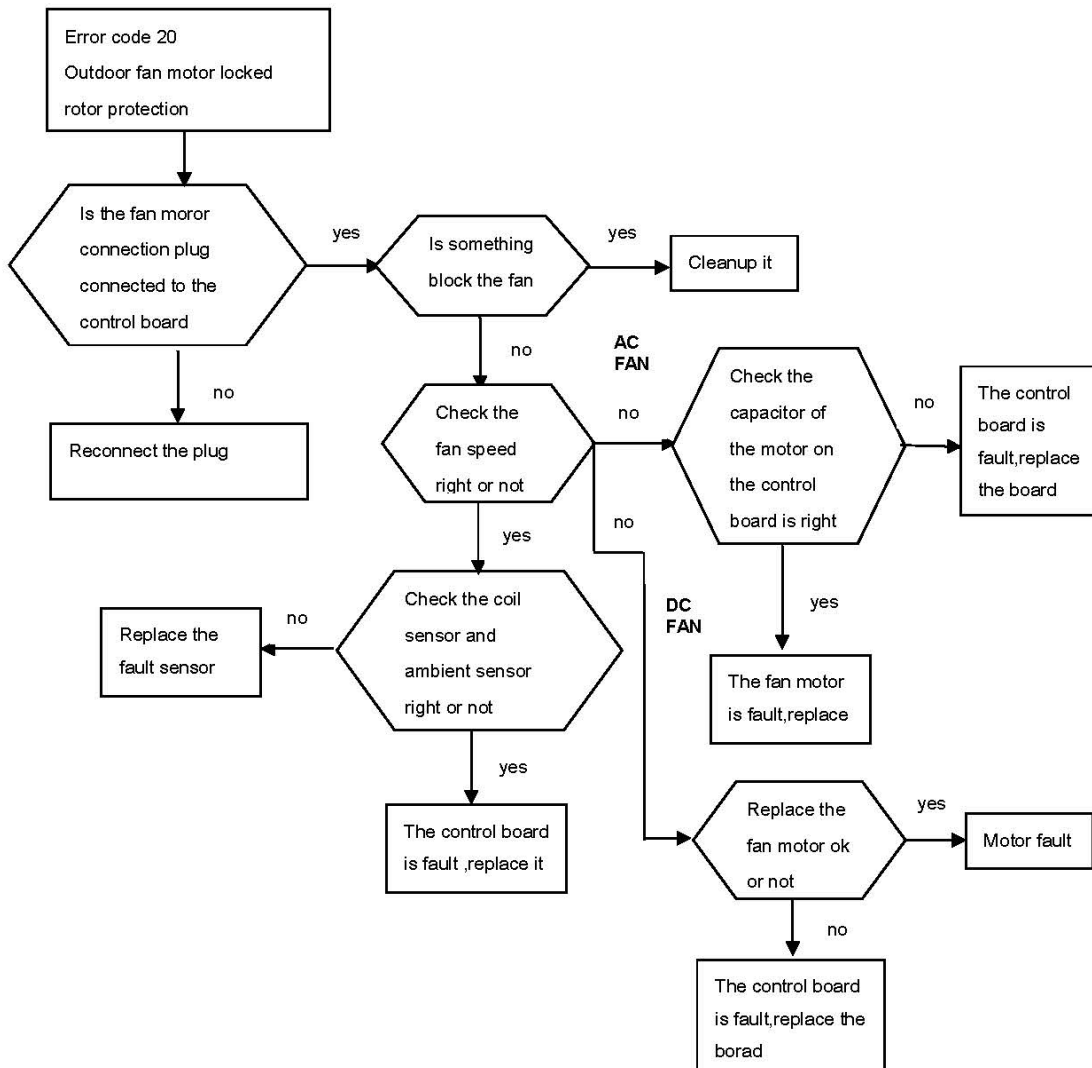 Error code 20
Outdoor fan motor locked
rotor protection
Is the fan moror
connection plug
connected to the
control board
yes
Is something
block the fan
yes
Cleanup it
no
Reconnect the plug
no
AC
FAN
Check the
fan speed
right or not
no
Check the
capacitor of
the motor on
the control
board is right
no
The control
board is
fault,replace
the board
yes
no
DC
FAN
yes
The fan motor
is fault,replace
Check the coil
sensor and
ambient sensor
right or not
no
Replace the
fault sensor
yes
The control board
is fault ,replace it
Replace the
fan motor ok
or not
yes
Motor fault
no
The control board
is fault,replace the
borad